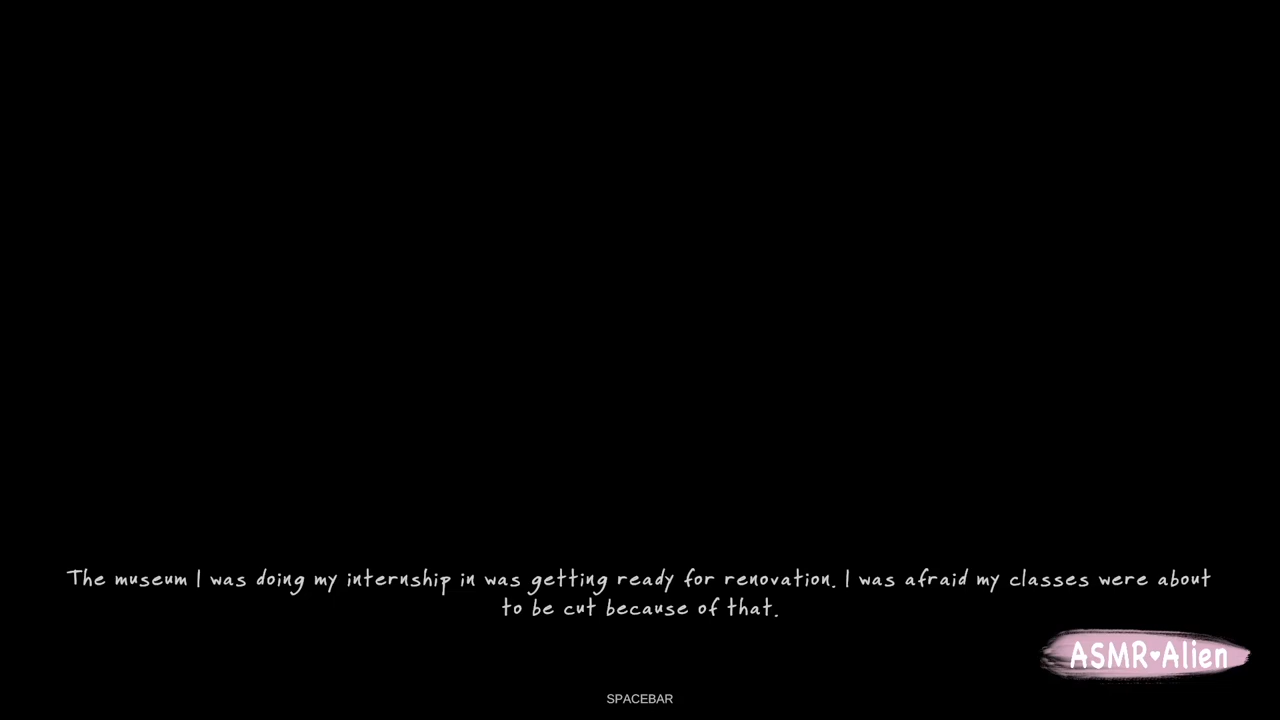 The museum I was doing my internship in was getting ready for renovation. I was afraid my classes were about
to be cut because of that.
ASMR♥Alien
SPACEBAR